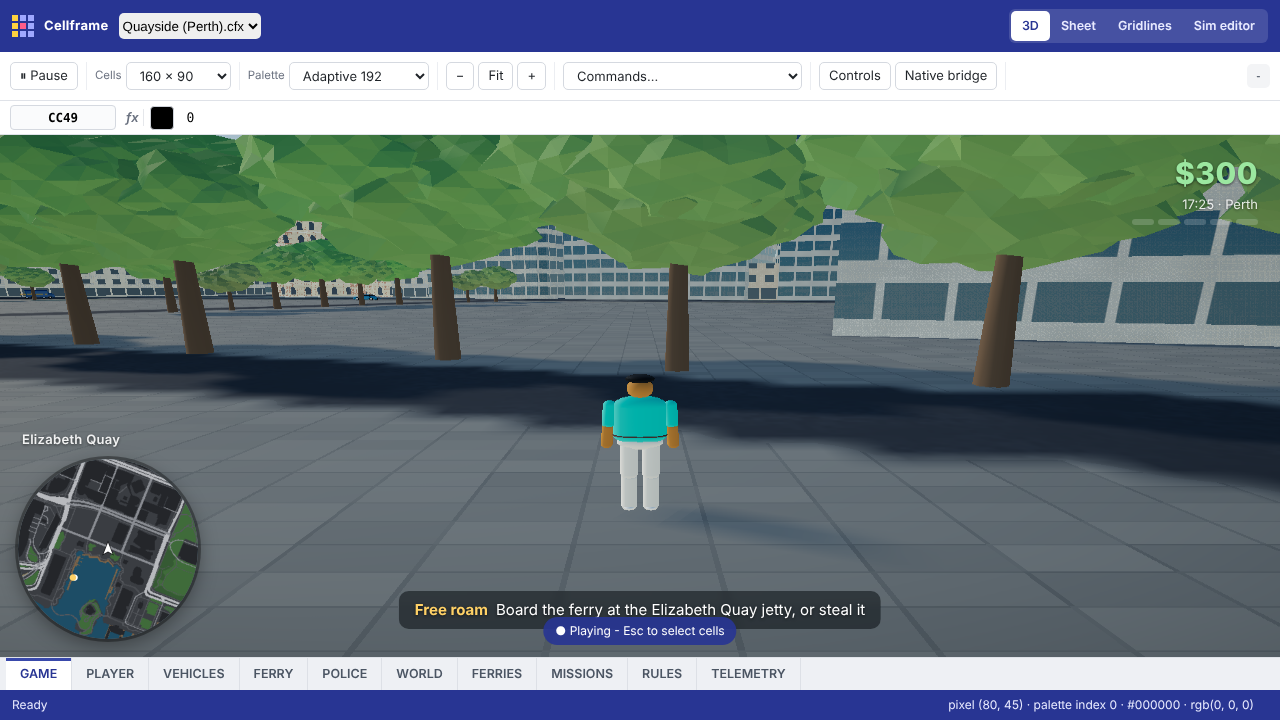 Cellframe
Quayside (Perth).cfx
3D
Sheet
Gridlines
Sim editor
Pause
Cells
160 × 90
Palette
Adaptive 192
−
Fit
+
Commands...
Controls
Native bridge
-
CC49
ƒx
0
$300
17:25 · Perth
Elizabeth Quay
Free roam Board the ferry at the Elizabeth Quay jetty, or steal it
Playing - Esc to select cells
GAME
PLAYER
VEHICLES
FERRY
POLICE
WORLD
FERRIES
MISSIONS
RULES
TELEMETRY
Ready
pixel (80, 45) · palette index 0 · #000000 · rgb(0, 0, 0)